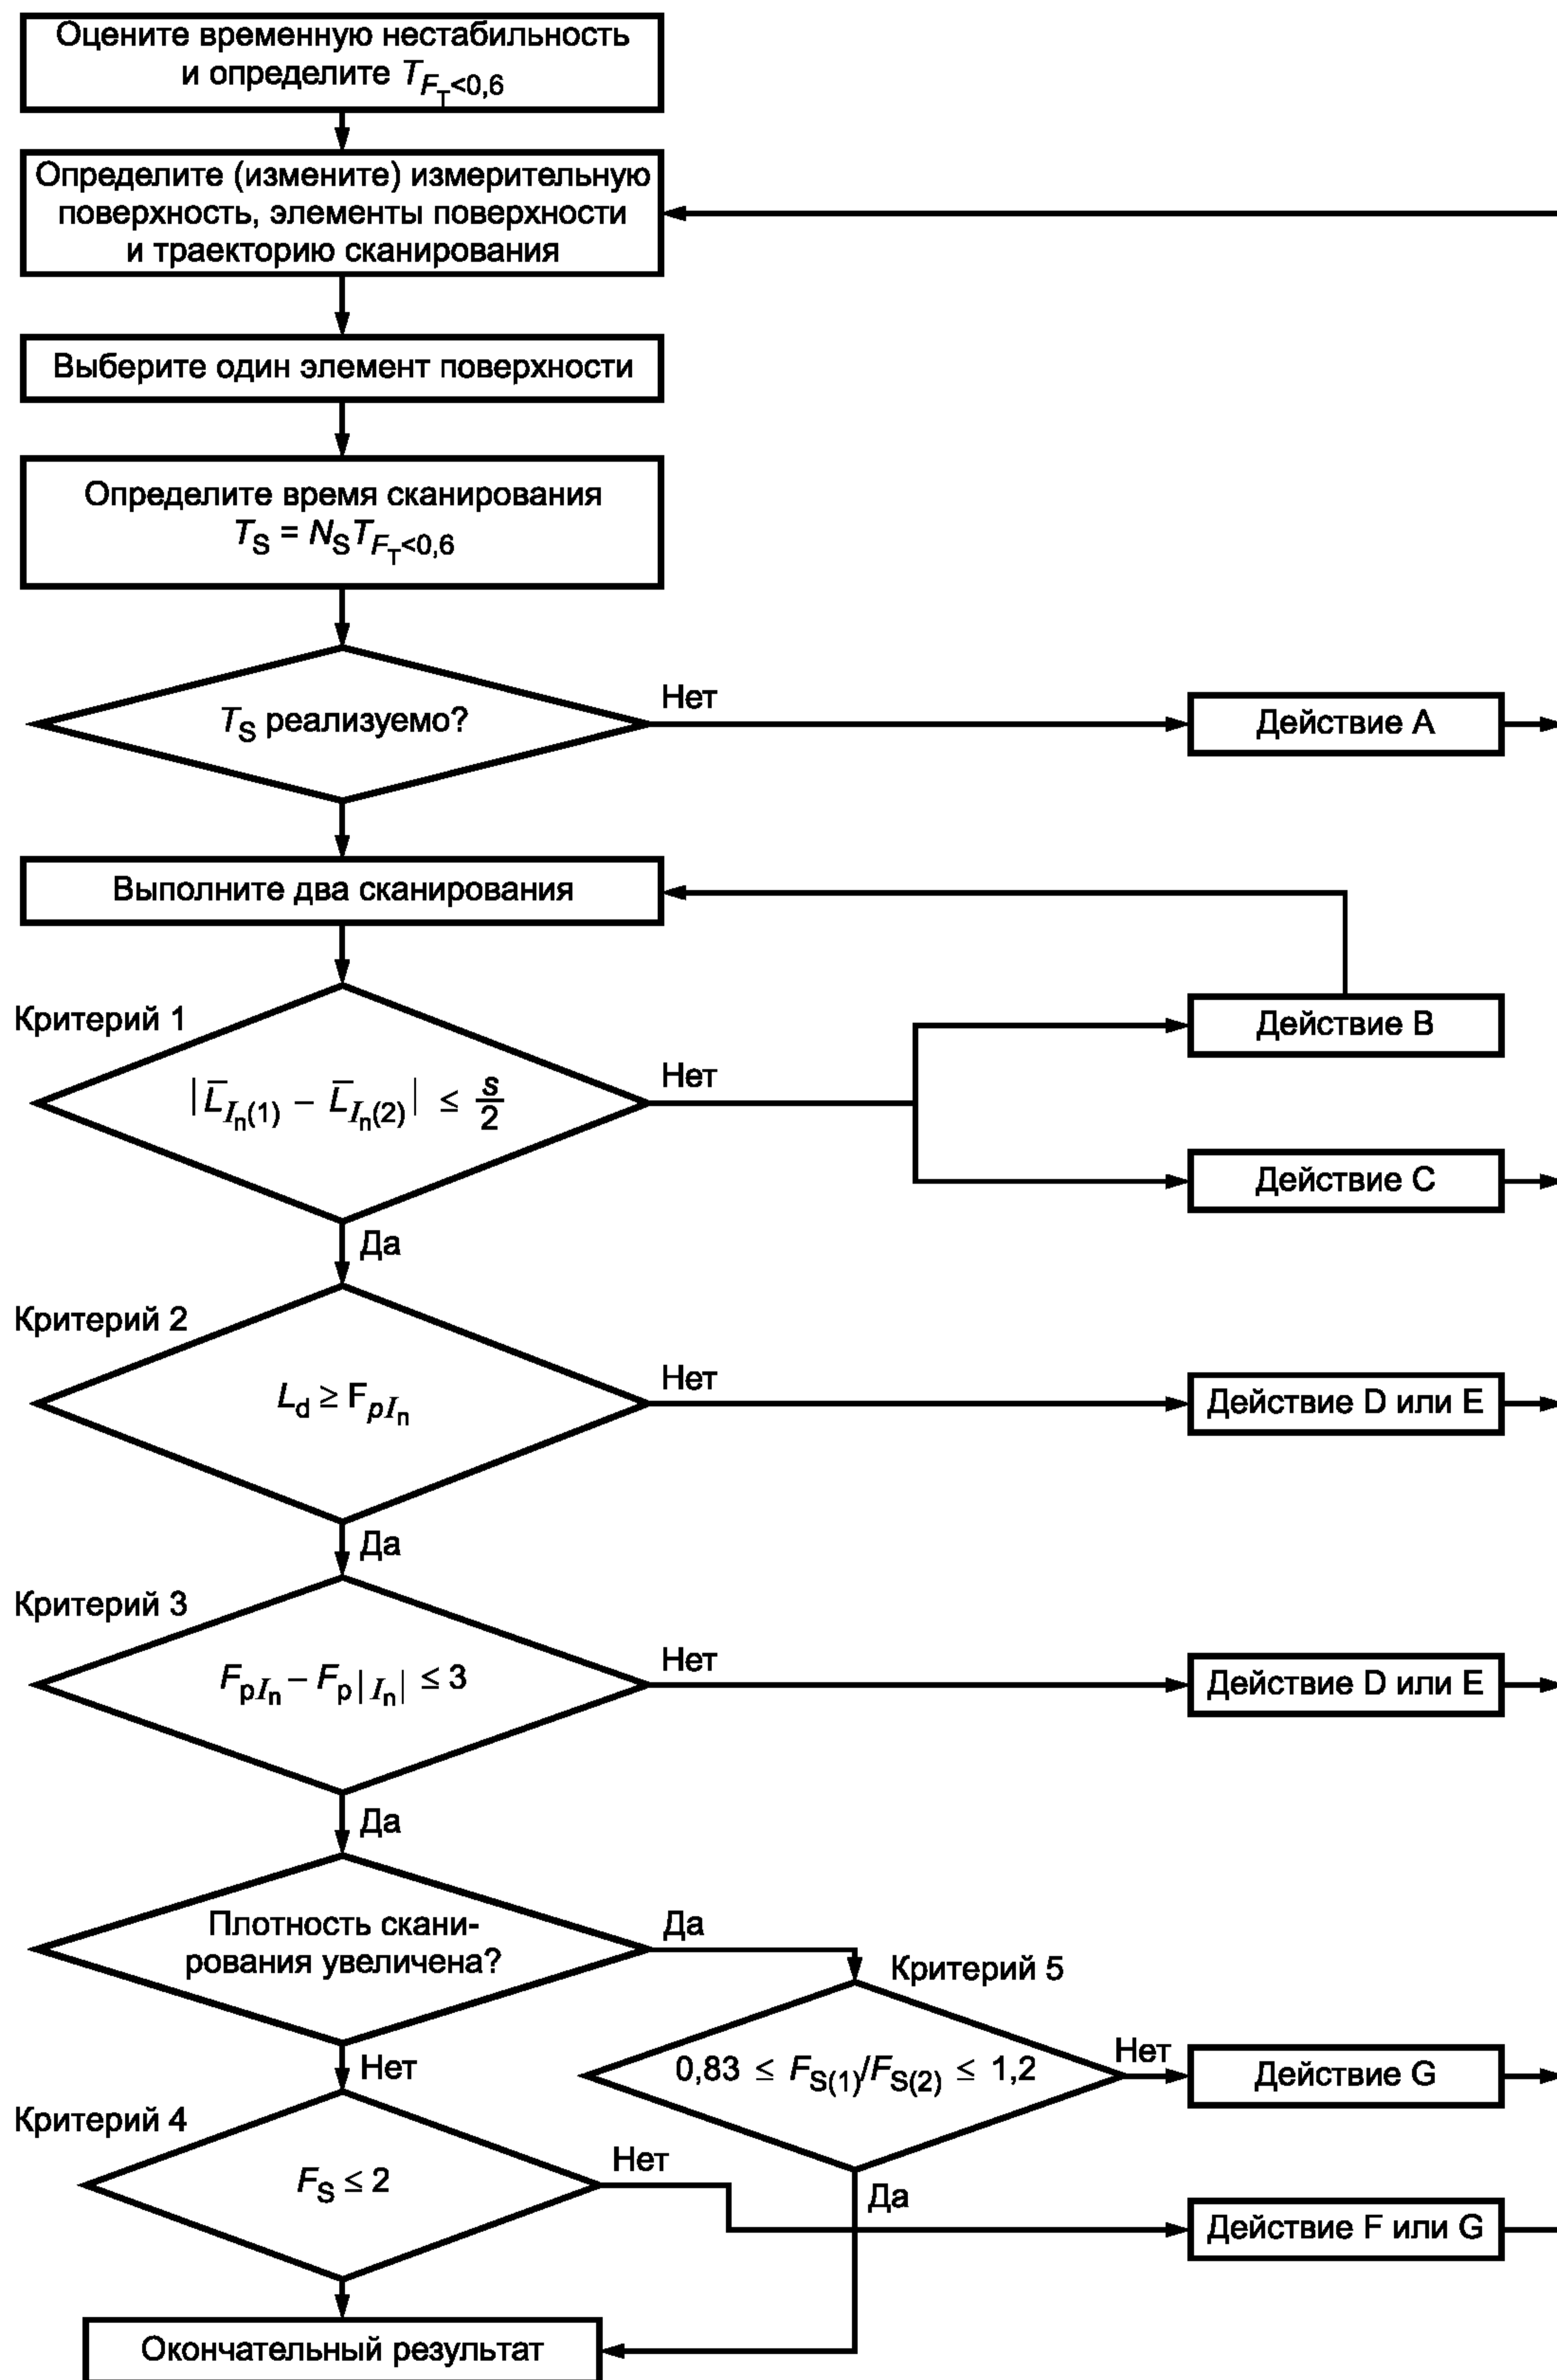 Оцените временную нестабильность
и определите T_{F_T<0,6}
Определите (измените) измерительную
поверхность, элементы поверхности
и траекторию сканирования
Выберите один элемент поверхности
Определите время сканирования
T_S = N_S T_{F_T<0,6}
T_S реализуемо?
Нет
Действие A
Выполните два сканирования
Критерий 1
|L̅_{I_n(1)} – L̅_{I_n(2)}| ≤ s/2
Нет
Действие B
Действие C
Да
Критерий 2
L_d ≥ F_{pI_n}
Нет
Действие D или E
Да
Критерий 3
F_{pI_n} – F_{p|I_n|} ≤ 3
Нет
Действие D или E
Да
Плотность скани-
рования увеличена?
Да
Критерий 5
0,83 ≤ F_{S(1)}/F_{S(2)} ≤ 1,2
Нет
Действие G
Да
Нет
Критерий 4
F_S ≤ 2
Нет
Действие F или G
Окончательный результат